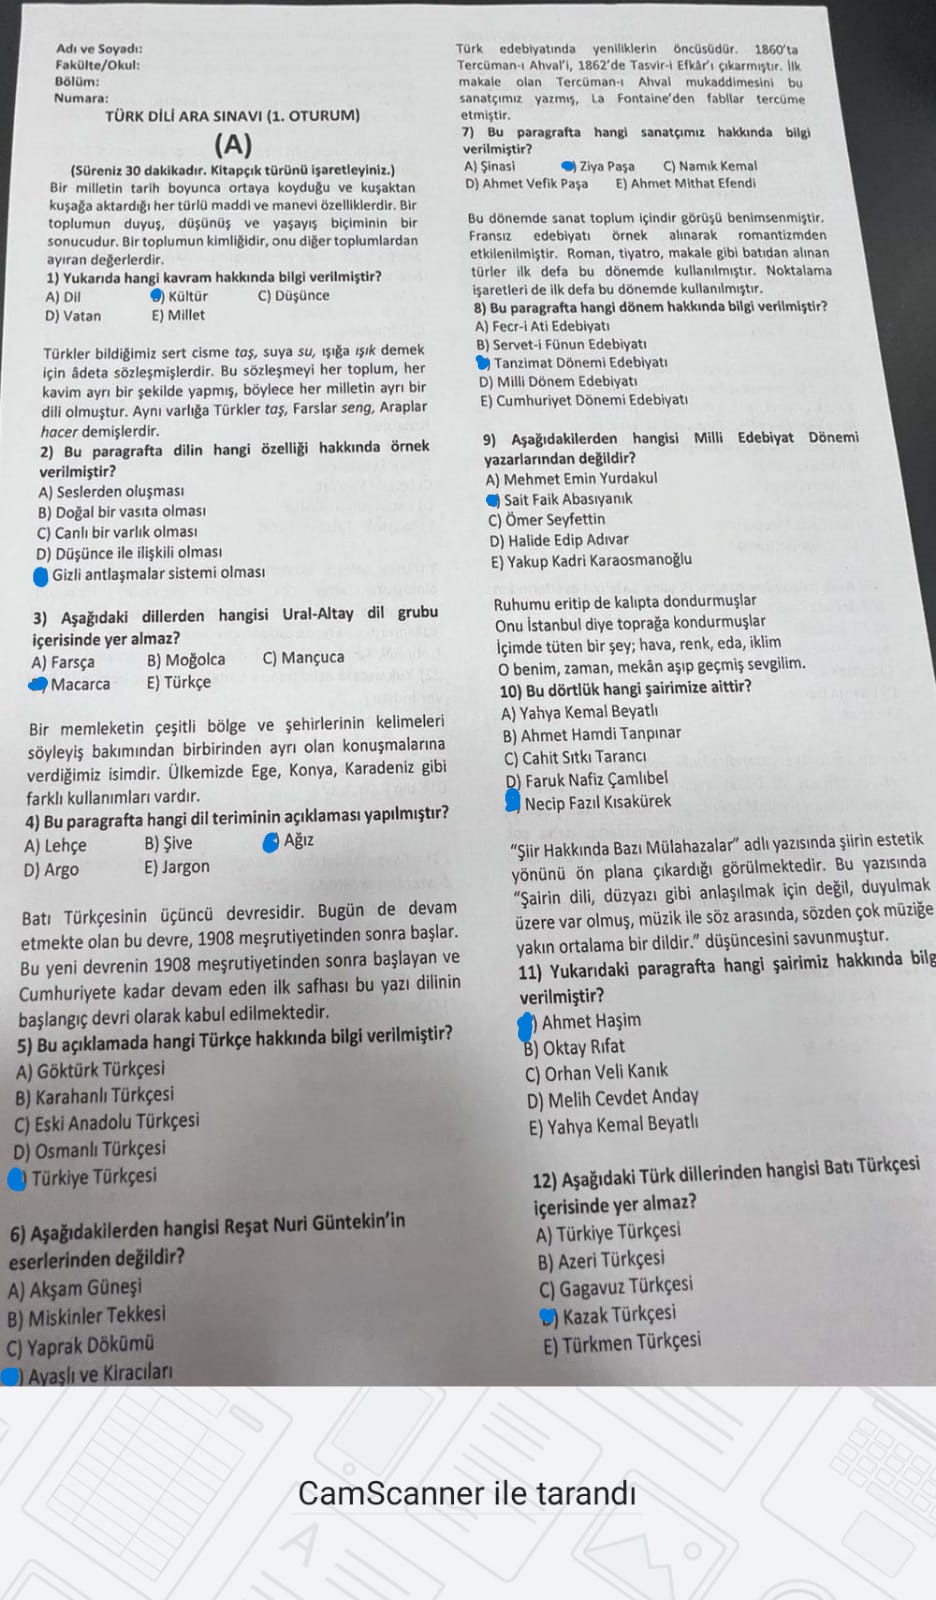 Adı ve Soyadı:
Fakülte/Okul:
Bölüm:
Numara:
TÜRK DİLİ ARA SINAVI (1. OTURUM)
(A)
(Süreniz 30 dakikadır. Kitapçık türünü işaretleyiniz.)
Bir milletin tarih boyunca ortaya koyduğu ve kuşaktan
kuşağa aktardığı her türlü maddi ve manevi özelliklerdir. Bir
toplumun duyuş, düşünüş ve yaşayış biçiminin bir
sonucudur. Bir toplumun kimliğidir, onu diğer toplumlardan
ayıran değerlerdir.
1) Yukarıda hangi kavram hakkında bilgi verilmiştir?
A) Dil ) Kültür C) Düşünce
D) Vatan E) Millet
Türkler bildiğimiz sert cisme taş, suya su, ışığa ışık demek
için âdeta sözleşmişlerdir. Bu sözleşmeyi her toplum, her
kavim ayrı bir şekilde yapmış, böylece her milletin ayrı bir
dili olmuştur. Aynı varlığa Türkler taş, Farslar seng, Araplar
hacer demişlerdir.
2) Bu paragrafta dilin hangi özelliği hakkında örnek
verilmiştir?
A) Seslerden oluşması
B) Doğal bir vasıta olması
C) Canlı bir varlık olması
D) Düşünce ile ilişkili olması
Gizli antlaşmalar sistemi olması
3) Aşağıdaki dillerden hangisi Ural-Altay dil grubu
içerisinde yer almaz?
A) Farsça B) Moğolca C) Mançuca
) Macarca E) Türkçe
Bir memleketin çeşitli bölge ve şehirlerinin kelimeleri
söyleyiş bakımından birbirinden ayrı olan konuşmalarına
verdiğimiz isimdir. Ülkemizde Ege, Konya, Karadeniz gibi
farklı kullanımları vardır.
4) Bu paragrafta hangi dil teriminin açıklaması yapılmıştır?
A) Lehçe B) Şive Ağız
D) Argo E) Jargon
Batı Türkçesinin üçüncü devresidir. Bugün de devam
etmekte olan bu devre, 1908 meşrutiyetinden sonra başlar.
Bu yeni devrenin 1908 meşrutiyetinden sonra başlayan ve
Cumhuriyete kadar devam eden ilk safhası bu yazı dilinin
başlangıç devri olarak kabul edilmektedir.
5) Bu açıklamada hangi Türkçe hakkında bilgi verilmiştir?
A) Göktürk Türkçesi
B) Karahanlı Türkçesi
C) Eski Anadolu Türkçesi
D) Osmanlı Türkçesi
) Türkiye Türkçesi
6) Aşağıdakilerden hangisi Reşat Nuri Güntekin'in
eserlerinden değildir?
A) Akşam Güneşi
B) Miskinler Tekkesi
C) Yaprak Dökümü
) Ayaşlı ve Kiracıları
Türk edebiyatında yeniliklerin öncüsüdür. 1860'ta
Tercüman-ı Ahval'i, 1862'de Tasvir-i Efkâr'ı çıkarmıştır. İlk
makale olan Tercüman-ı Ahval mukaddimesini bu
sanatçımız yazmış, La Fontaine'den fabllar tercüme
etmiştir.
7) Bu paragrafta hangi sanatçımız hakkında bilgi
verilmiştir?
A) Şinasi ) Ziya Paşa C) Namık Kemal
D) Ahmet Vefik Paşa E) Ahmet Mithat Efendi
Bu dönemde sanat toplum içindir görüşü benimsenmiştir.
Fransız edebiyatı örnek alınarak romantizmden
etkilenilmiştir. Roman, tiyatro, makale gibi batıdan alınan
türler ilk defa bu dönemde kullanılmıştır. Noktalama
işaretleri de ilk defa bu dönemde kullanılmıştır.
8) Bu paragrafta hangi dönem hakkında bilgi verilmiştir?
A) Fecr-i Ati Edebiyatı
B) Servet-i Fünun Edebiyatı
) Tanzimat Dönemi Edebiyatı
D) Milli Dönem Edebiyatı
E) Cumhuriyet Dönemi Edebiyatı
9) Aşağıdakilerden hangisi Milli Edebiyat Dönemi
yazarlarından değildir?
A) Mehmet Emin Yurdakul
) Sait Faik Abasıyanık
C) Ömer Seyfettin
D) Halide Edip Adıvar
E) Yakup Kadri Karaosmanoğlu
Ruhumu eritip de kalıpta dondurmuşlar
Onu İstanbul diye toprağa kondurmuşlar
İçimde tüten bir şey; hava, renk, eda, iklim
O benim, zaman, mekân aşıp geçmiş sevgilim.
10) Bu dörtlük hangi şairimize aittir?
A) Yahya Kemal Beyatlı
B) Ahmet Hamdi Tanpınar
C) Cahit Sıtkı Tarancı
D) Faruk Nafiz Çamlıbel
Necip Fazıl Kısakürek
"Şiir Hakkında Bazı Mülahazalar" adlı yazısında şiirin estetik
yönünü ön plana çıkardığı görülmektedir. Bu yazısında
"Şairin dili, düzyazı gibi anlaşılmak için değil, duyulmak
üzere var olmuş, müzik ile söz arasında, sözden çok müziğe
yakın ortalama bir dildir." düşüncesini savunmuştur.
11) Yukarıdaki paragrafta hangi şairimiz hakkında bilg
verilmiştir?
) Ahmet Haşim
B) Oktay Rıfat
C) Orhan Veli Kanık
D) Melih Cevdet Anday
E) Yahya Kemal Beyatlı
12) Aşağıdaki Türk dillerinden hangisi Batı Türkçesi
içerisinde yer almaz?
A) Türkiye Türkçesi
B) Azeri Türkçesi
C) Gagavuz Türkçesi
) Kazak Türkçesi
E) Türkmen Türkçesi
CamScanner ile tarandı